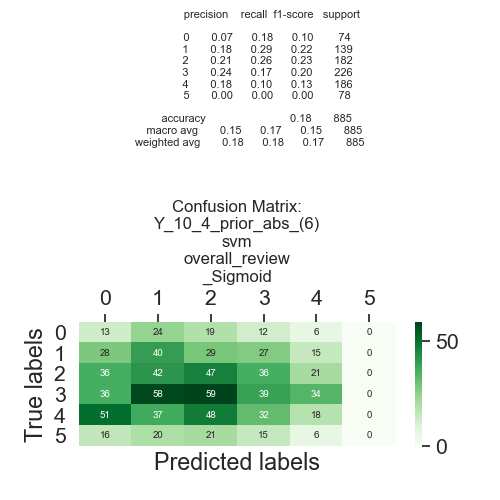 precision recall f1-score support
0 0.07 0.18 0.10 74
1 0.18 0.29 0.22 139
2 0.21 0.26 0.23 182
3 0.24 0.17 0.20 226
4 0.18 0.10 0.13 186
5 0.00 0.00 0.00 78
accuracy 0.18 885
macro avg 0.15 0.17 0.15 885
weighted avg 0.18 0.18 0.17 885
Confusion Matrix:
Y_10_4_prior_abs_(6)
svm
overall_review
_Sigmoid
0 1 2 3 4 5
0 13 24 19 12 6 0
1 28 40 29 27 15 0
2 36 42 47 36 21 0
3 36 58 59 39 34 0
4 51 37 48 32 18 0
5 16 20 21 15 6 0
True labels
Predicted labels
50
0